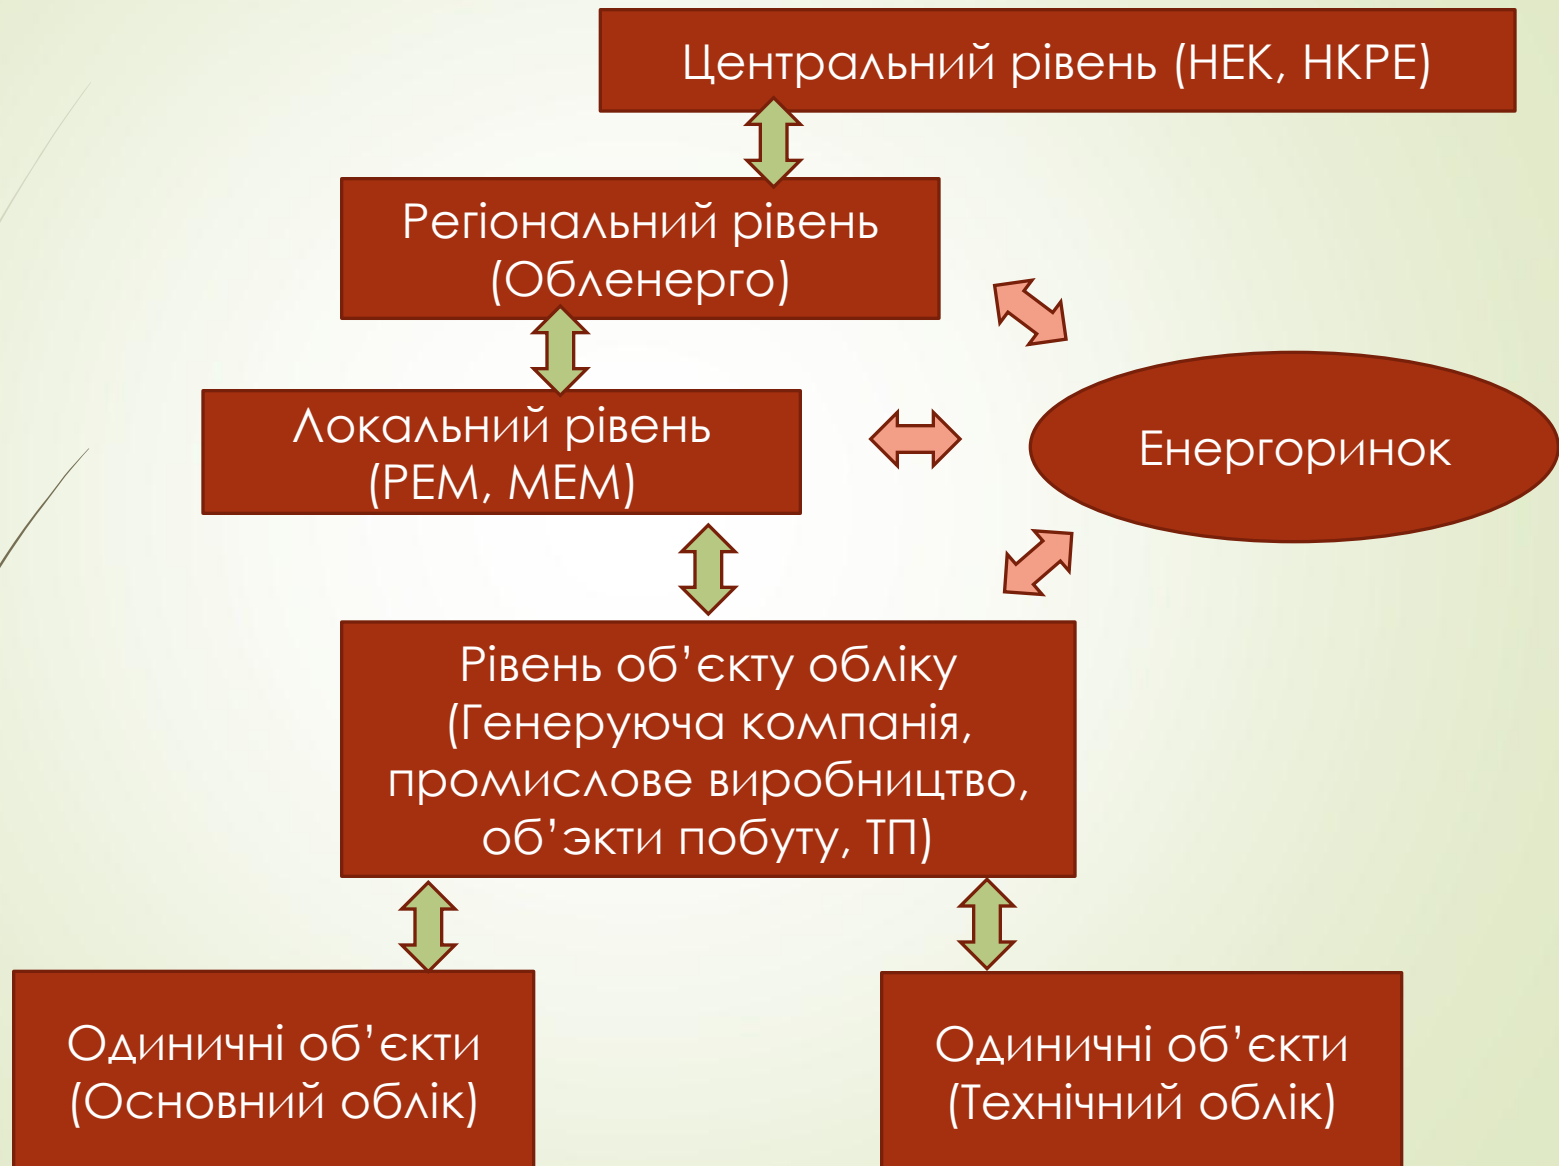 Центральний рівень (НЕК, НКРЕ)
Регіональний рівень
(Обленерго)
Локальний рівень
(РЕМ, МЕМ)
Енергоринок
Рівень об’єкту обліку
(Генеруюча компанія,
промислове виробництво,
об’экти побуту, ТП)
Одиничні об’єкти
(Основний облік)
Одиничні об’єкти
(Технічний облік)